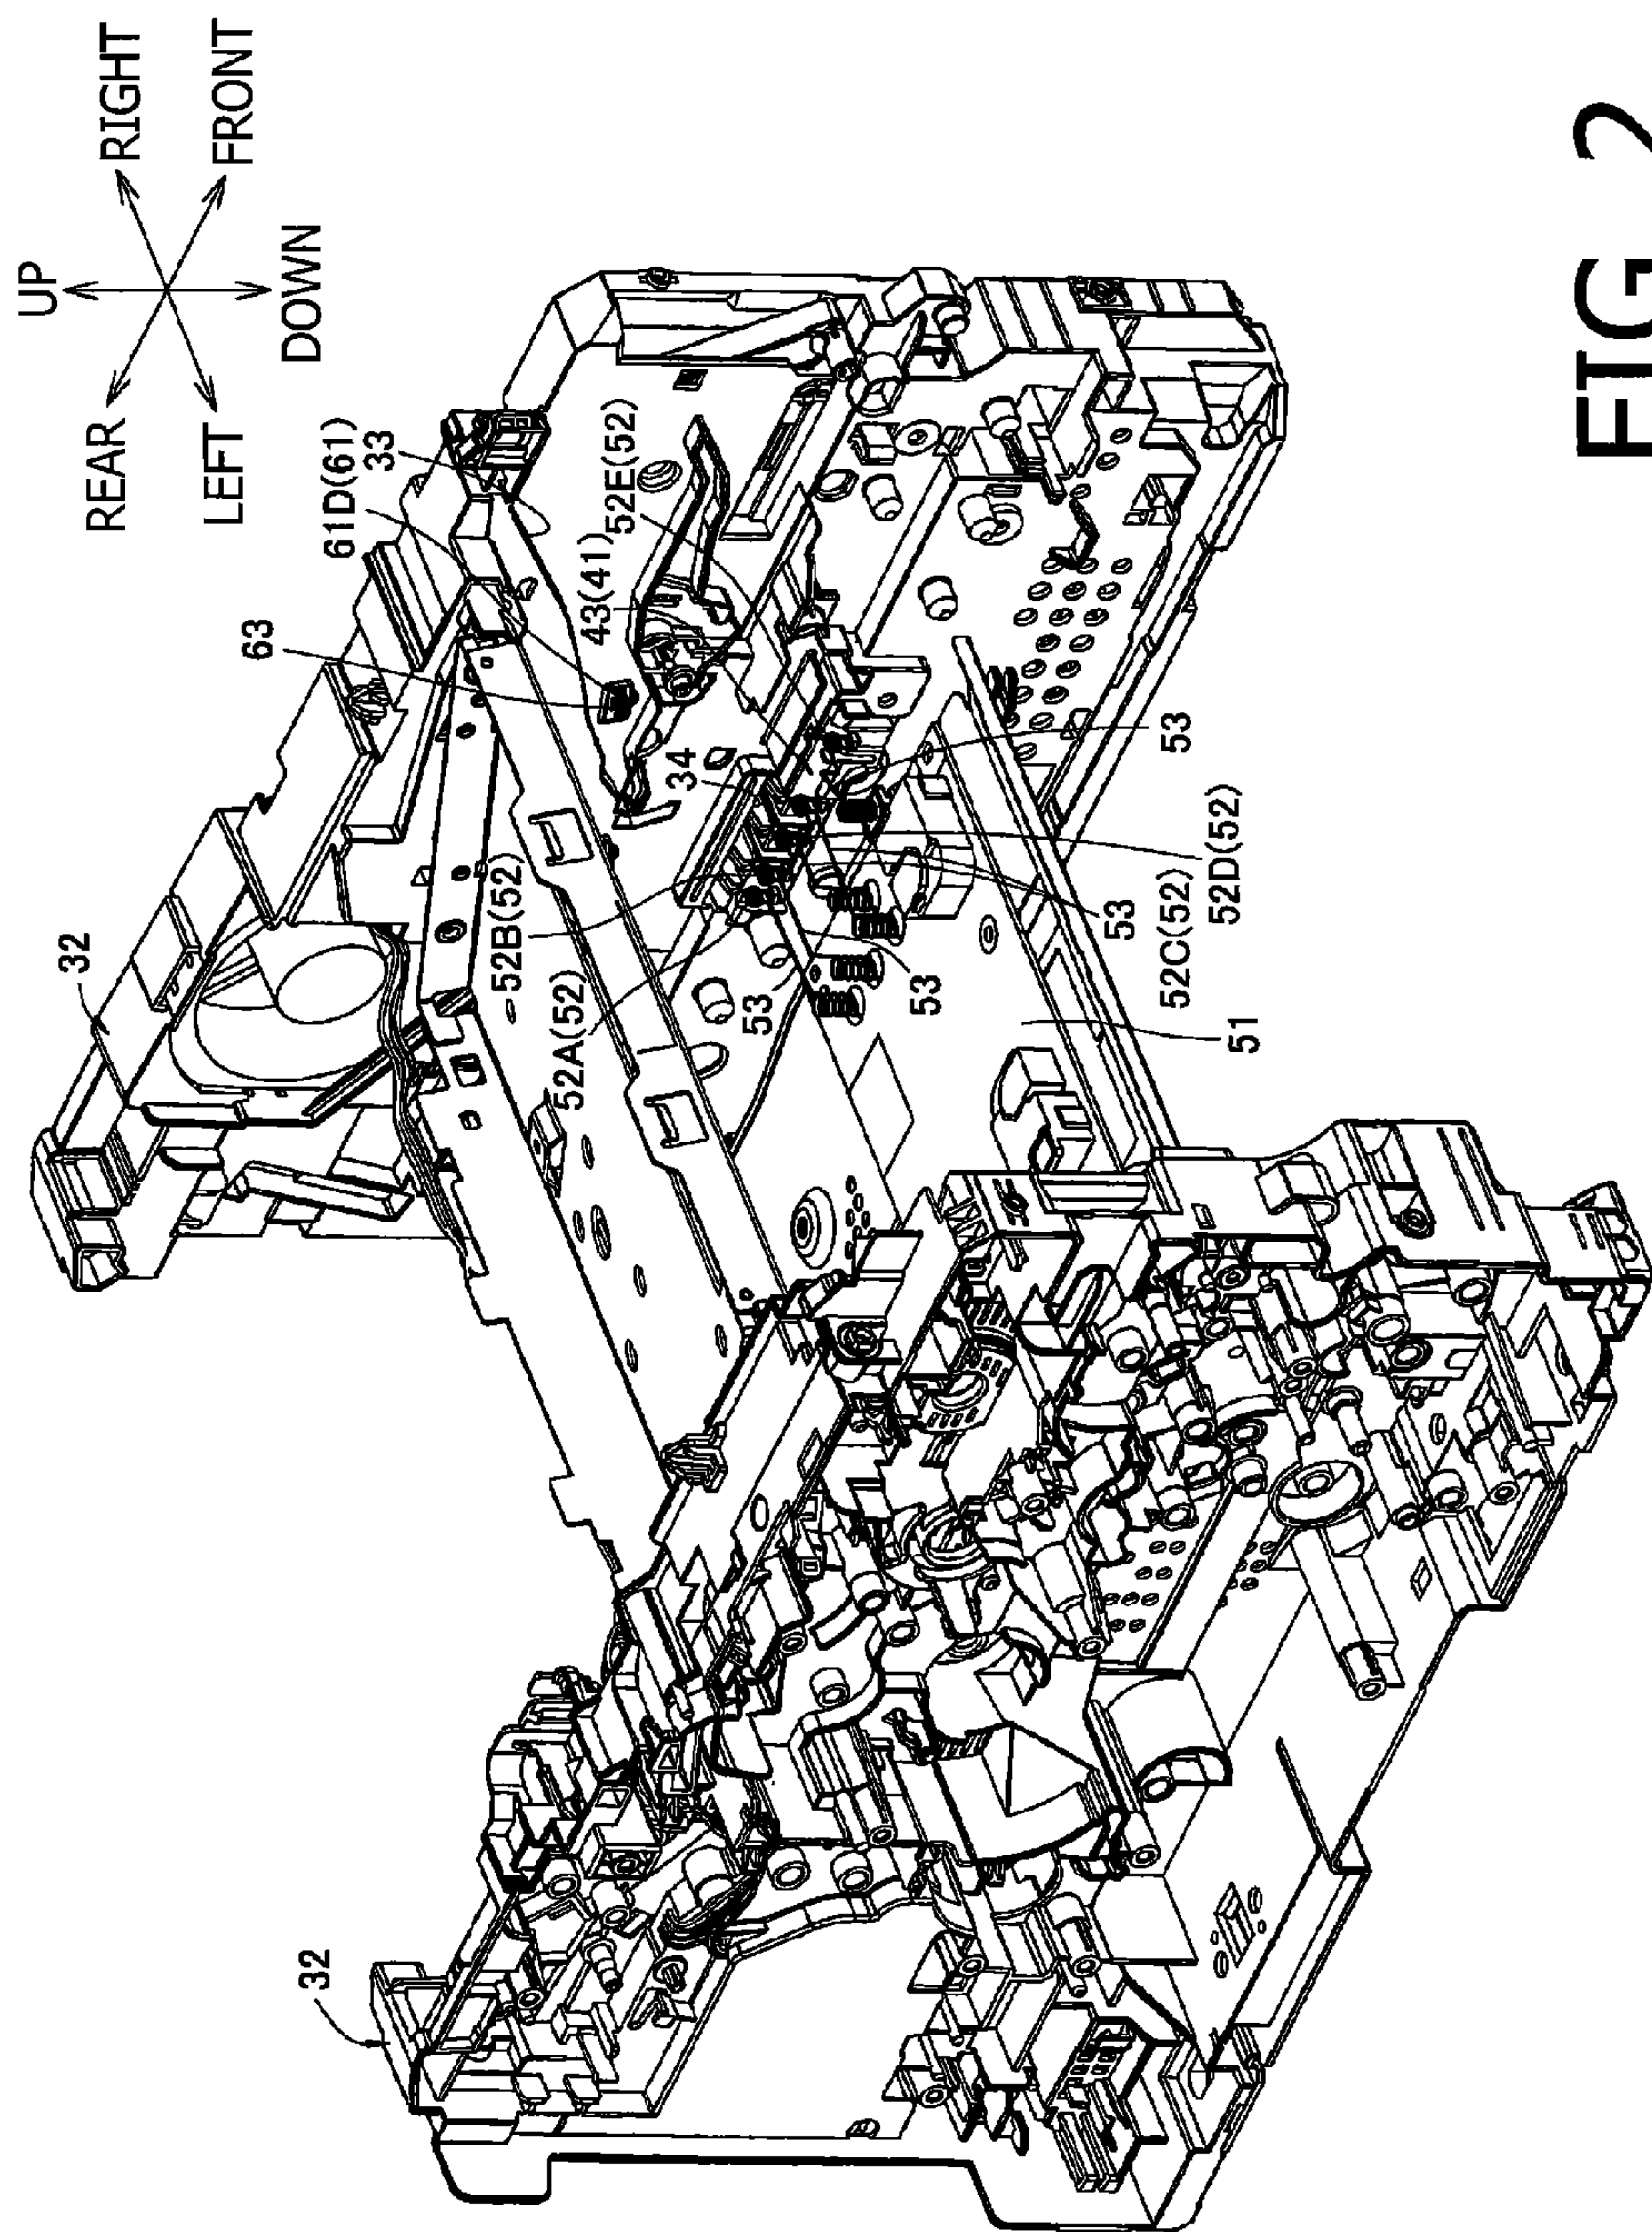 UP
REAR
RIGHT
LEFT
FRONT
DOWN
32
32
63
61D(61)
33
43(41)
52E(52)
34
52B(52)
52A(52)
53
53
53
53
52C(52)
52D(52)
51
FIG. 2